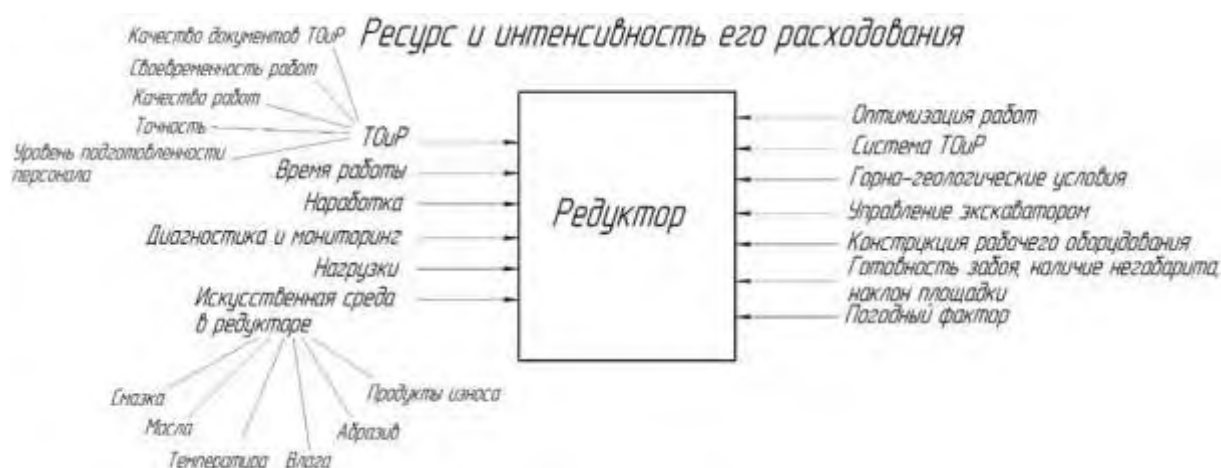 Ресурс и интенсивность его расходования
Качество документов ТОиР
Своевременность работ
Качество работ
Точность
Уровень подготовленности
персонала
ТОиР
Время работы
Наработка
Диагностика и мониторинг
Нагрузки
Искусственная среда
в редукторе
Смазка
Масла
Температура
Влага
Абразив
Продукты износа
Редуктор
Оптимизация работ
Система ТОиР
Горно-геологические условия
Управление экскаватором
Конструкция рабочего оборудования
Готовность забоя, наличие негабарита,
наклон площадки
Погодный фактор